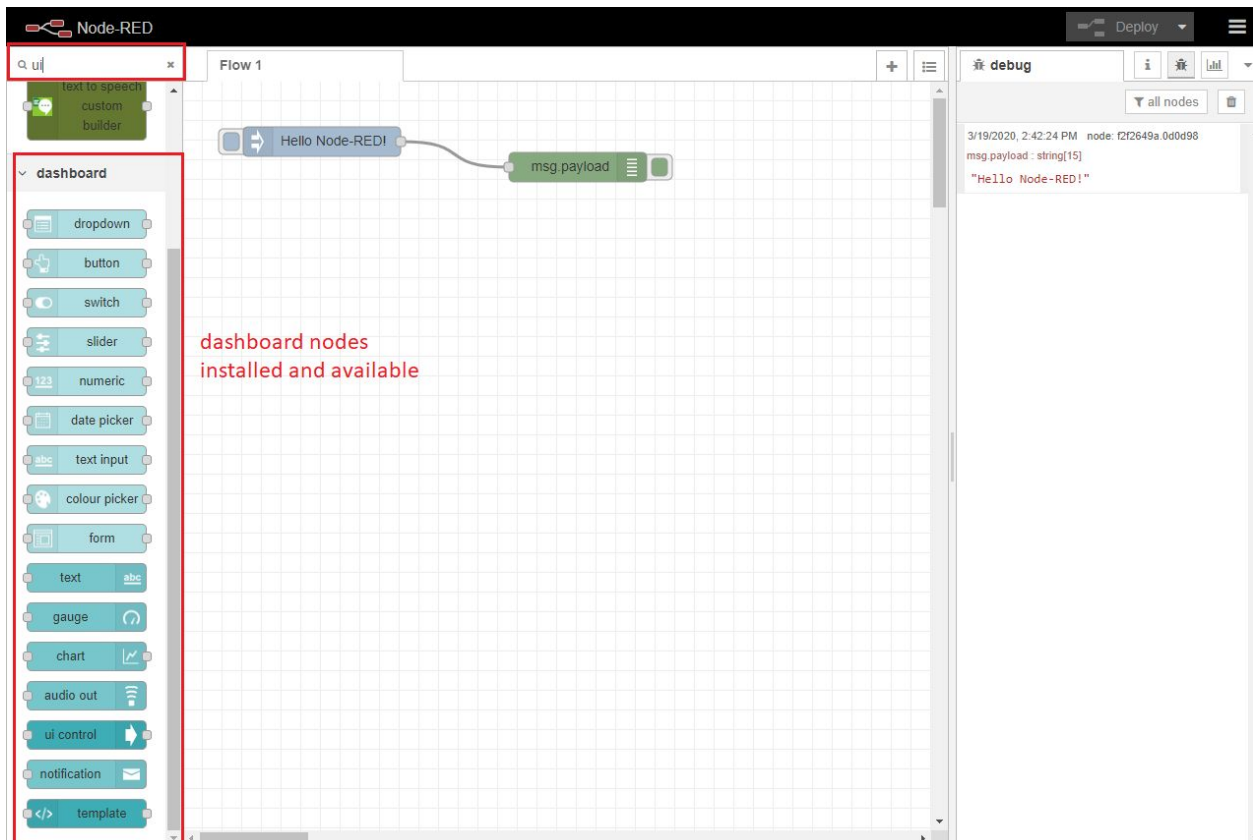 Node-RED
Deploy
ui
Flow 1
debug
i
all nodes
text to speech
custom
builder
dashboard
dropdown
button
switch
slider
123 numeric
date picker
abc text input
colour picker
form
text abc
gauge
chart
audio out
ui control
notification
</> template
Hello Node-RED!
msg.payload
dashboard nodes
installed and available
3/19/2020, 2:42:24 PM node: f2f2649a.0d0d98
msg.payload : string[15]
"Hello Node-RED!"